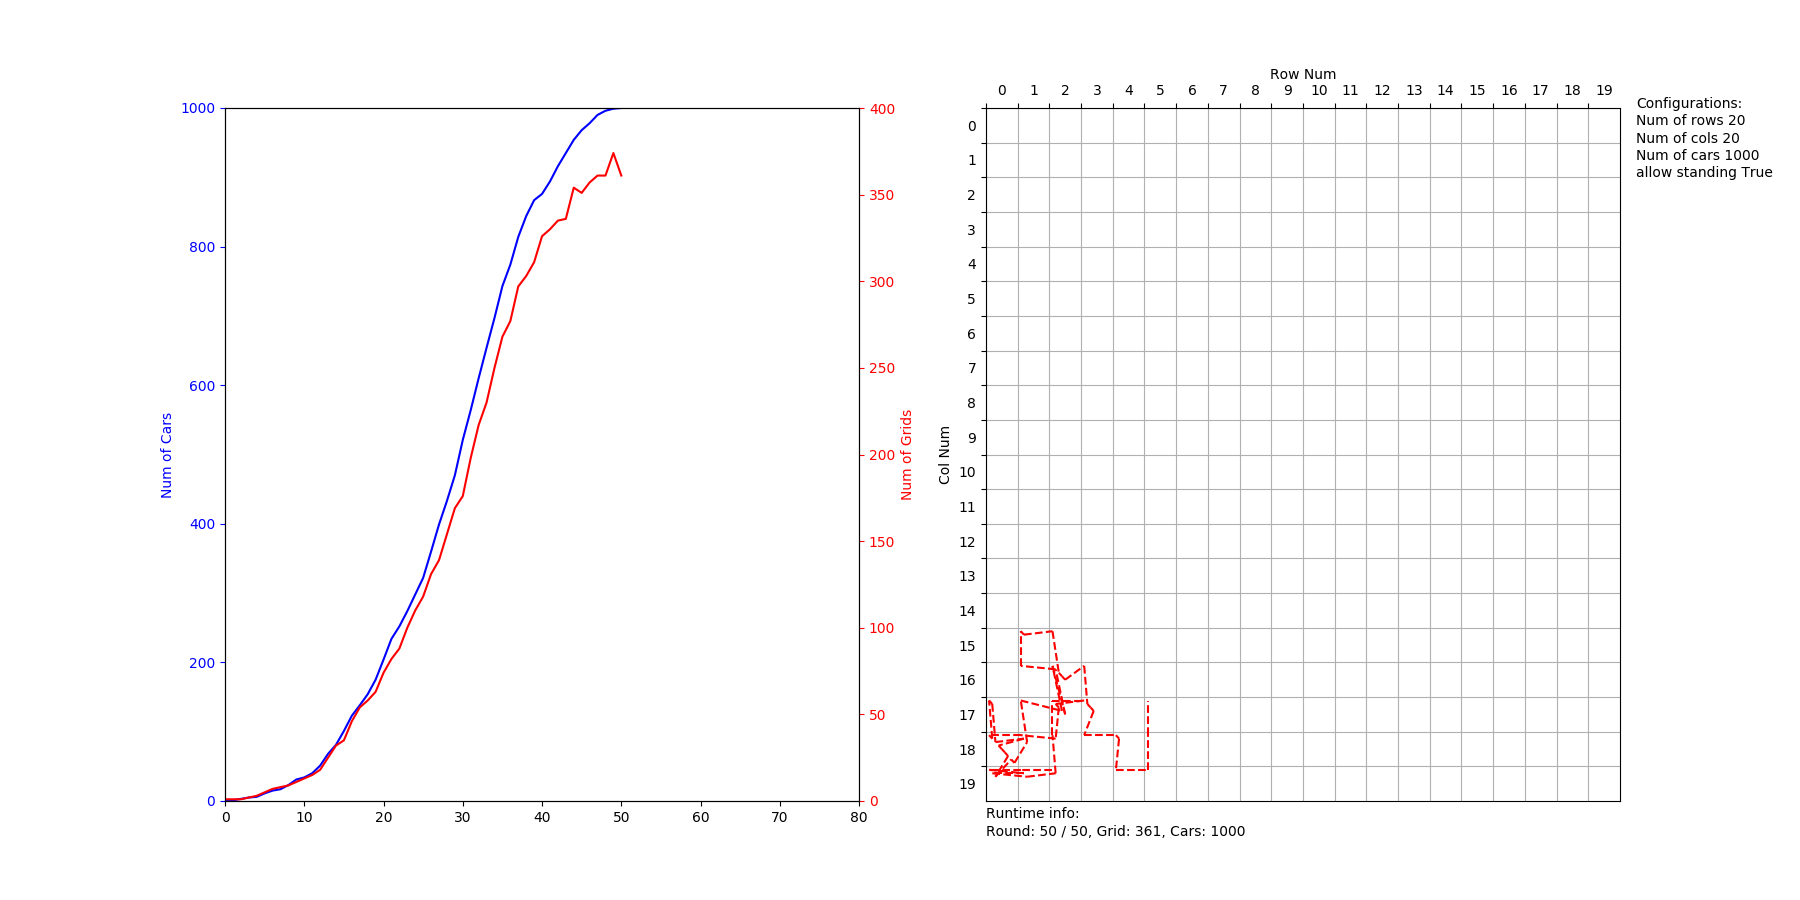 1000
800
600
400
200
0
Num of Cars
0 10 20 30 40 50 60 70 80
400
350
300
250
200
150
100
50
0
Num of Grids
Row Num
0 1 2 3 4 5 6 7 8 9 10 11 12 13 14 15 16 17 18 19
Col Num
0
1
2
3
4
5
6
7
8
9
10
11
12
13
14
15
16
17
18
19
Configurations:
Num of rows 20
Num of cols 20
Num of cars 1000
allow standing True
Runtime info:
Round: 50 / 50, Grid: 361, Cars: 1000